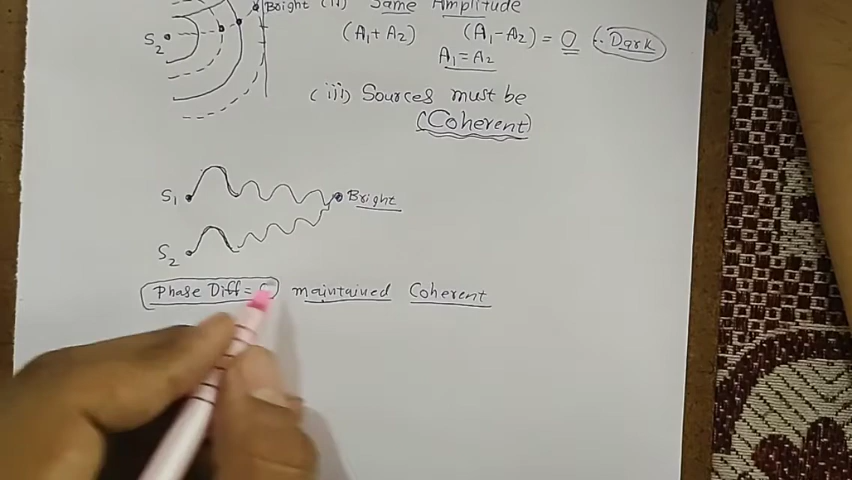 Bright (ii) Same Amplitude
S2 (A1+A2) (A1-A2) = 0 Dark
A1 = A2
(iii) Sources must be
(Coherent)
S1 Bright
S2
Phase Diff = maintained Coherent